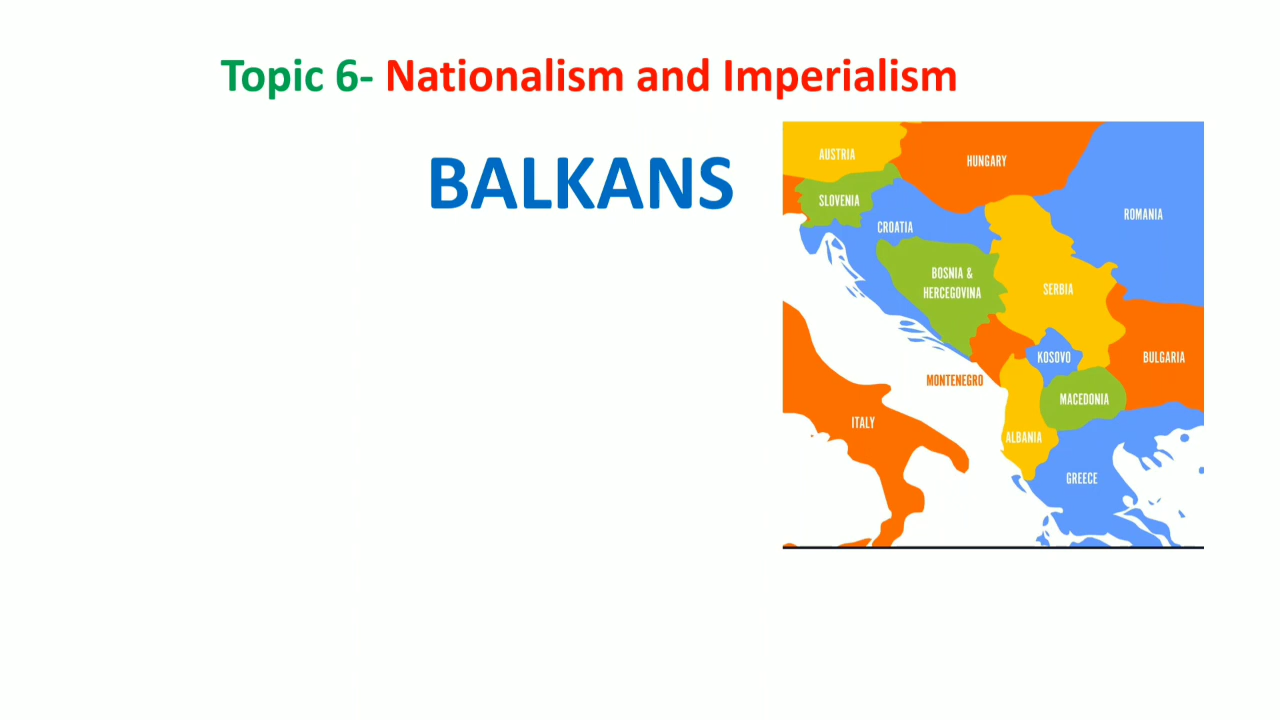 Topic 6- Nationalism and Imperialism
BALKANS
AUSTRIA
HUNGARY
SLOVENIA
ROMANIA
CROATIA
BOSNIA &
HERCEGOVINA
SERBIA
KOSOVO
BULGARIA
MONTENEGRO
MACEDONIA
ITALY
ALBANIA
GREECE